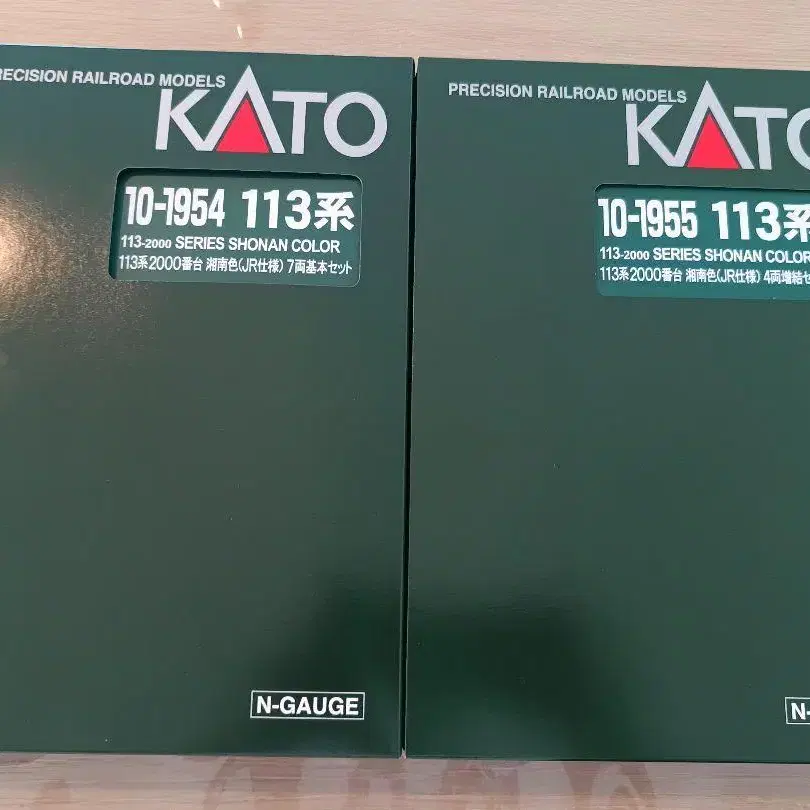 RECISION RAILROAD MODELS
KATO
10-1954 113系
113-2000 SERIES SHONAN COLOR
113系2000番台 湘南色(JR仕様) 7両基本セット
N-GAUGE
PRECISION RAILROAD MODELS
KATO
10-1955 113系
113-2000 SERIES SHONAN COLOR
113系2000番台 湘南色(JR仕様) 4両増結セ
N-